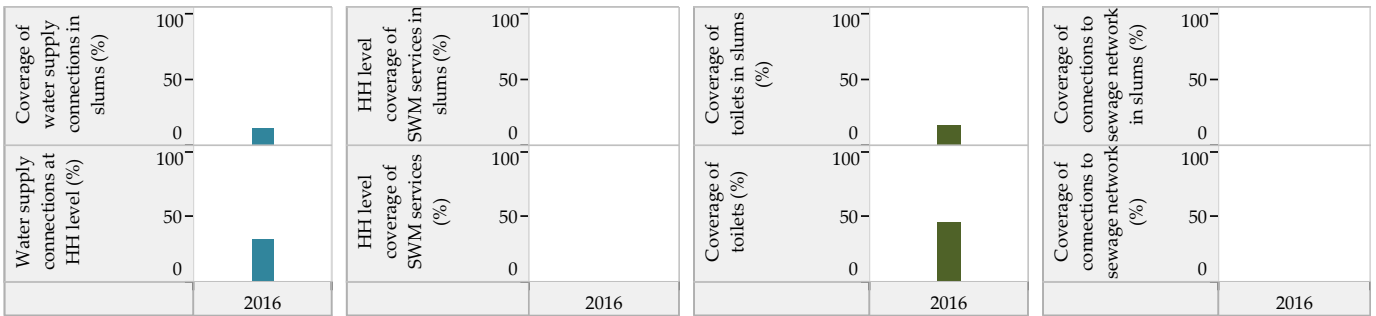 Coverage of
water supply
connections in
slums (%)
100
50
0
Water supply
connections at
HH level (%)
100
50
0
2016
HH level
coverage of
SWM services in
slums (%)
100
50
0
HH level
coverage of
SWM services
(%)
100
50
0
2016
Coverage of
toilets in slums
(%)
100
50
0
Coverage of
toilets (%)
100
50
0
2016
Coverage of
connections to
sewage network
in slums (%)
100
50
0
Coverage of
connections to
sewage network
(%)
100
50
0
2016